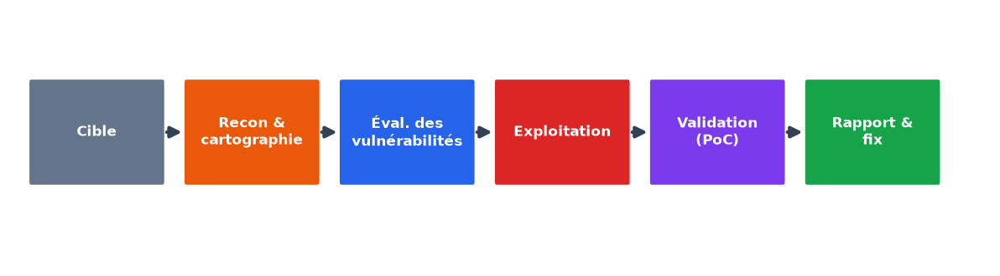 Cible
Recon &
cartographie
Éval. des
vulnérabilités
Exploitation
Validation
(PoC)
Rapport &
fix